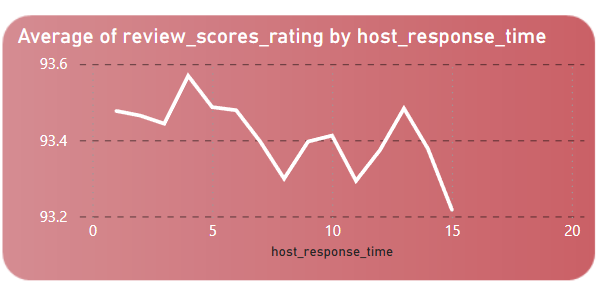 Average of review_scores_rating by host_response_time
93.6
93.4
93.2
0 5 10 15 20
host_response_time